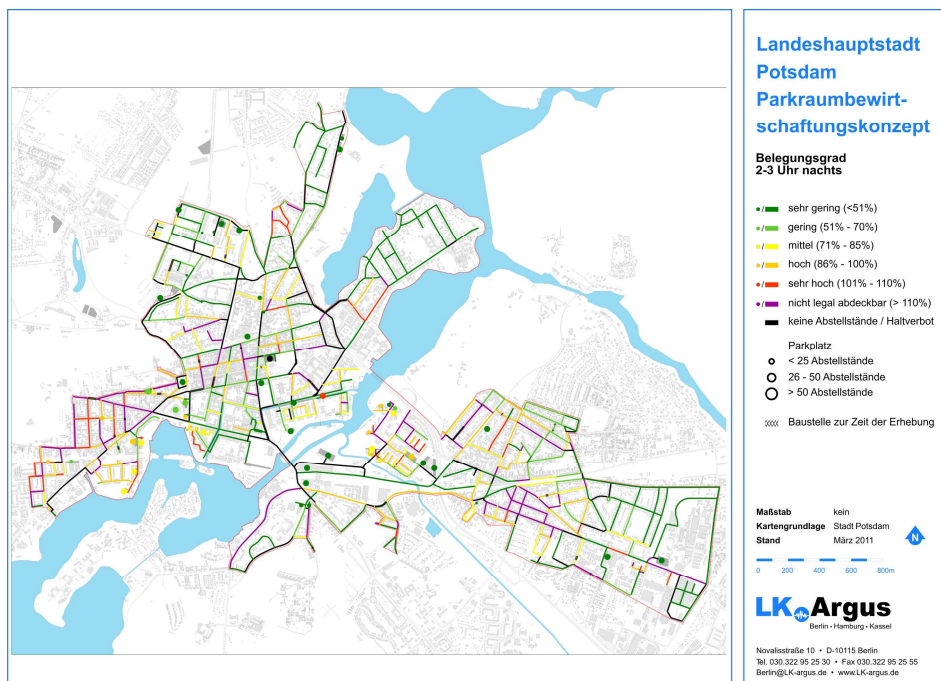 Landeshauptstadt
Potsdam
Parkraumbewirt-
schaftungskonzept
Belegungsgrad
2-3 Uhr nachts
sehr gering (<51%)
gering (51% - 70%)
mittel (71% - 85%)
hoch (86% - 100%)
sehr hoch (101% - 110%)
nicht legal abdeckbar (> 110%)
keine Abstellstände / Haltverbot
Parkplatz
< 25 Abstellstände
26 - 50 Abstellstände
> 50 Abstellstände
Baustelle zur Zeit der Erhebung
Maßstab kein
Kartengrundlage Stadt Potsdam
Stand März 2011
N
0 200 400 600 800m
LK Argus
Berlin • Hamburg • Kassel
Novalisstraße 10 • D-10115 Berlin
Tel. 030.322 95 25 30 • Fax 030.322 95 25 55
Berlin@LK-argus.de • www.LK-argus.de